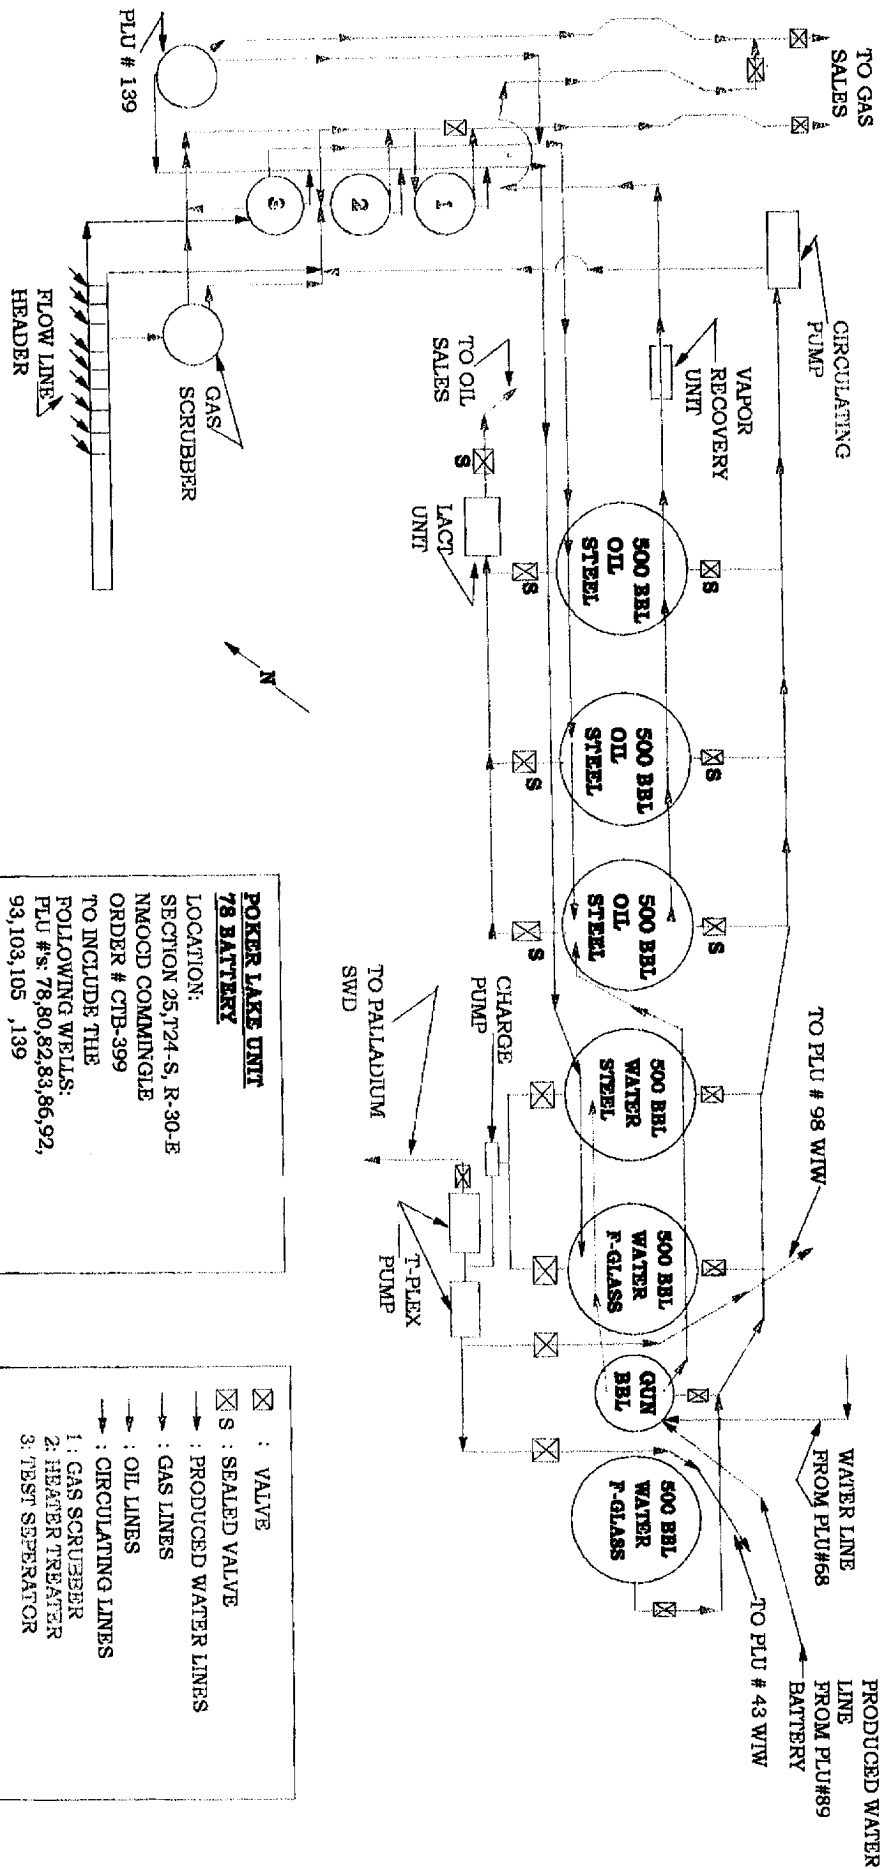 TO GAS
SALES
PLU # 139
1
2
3
FLOW LINE
HEADER
GAS
SCRUBBER
CIRCULATING
PUMP
VAPOR
RECOVERY
UNIT
TO OIL
SALES
S
LACT
UNIT
500 BBL
OIL
STEEL
S
S
500 BBL
OIL
STEEL
S
S
500 BBL
OIL
STEEL
S
S
N
500 BBL
WATER
STEEL
500 BBL
WATER
F-GLASS
GUN
BBL
500 BBL
WATER
F-GLASS
CHARGE
PUMP
TO PALLADIUM
SWD
T-PLEX
PUMP
TO PLU # 98 WIW
WATER LINE
FROM PLU#68
TO PLU # 43 WIW
PRODUCED WATER
LINE
FROM PLU#89
BATTERY
POKER LAKE UNIT
78 BATTERY
LOCATION:
SECTION 25,T24-S, R-30-E
NMOCD COMMINGLE
ORDER # CTB-399
TO INCLUDE THE
FOLLOWING WELLS:
PLU #'s: 78,80,82,83,86,92,
93,103,105 ,139
: VALVE
S : SEALED VALVE
: PRODUCED WATER LINES
: GAS LINES
: OIL LINES
: CIRCULATING LINES
1: GAS SCRUBBER
2: HEATER TREATER
3: TEST SEPERATOR